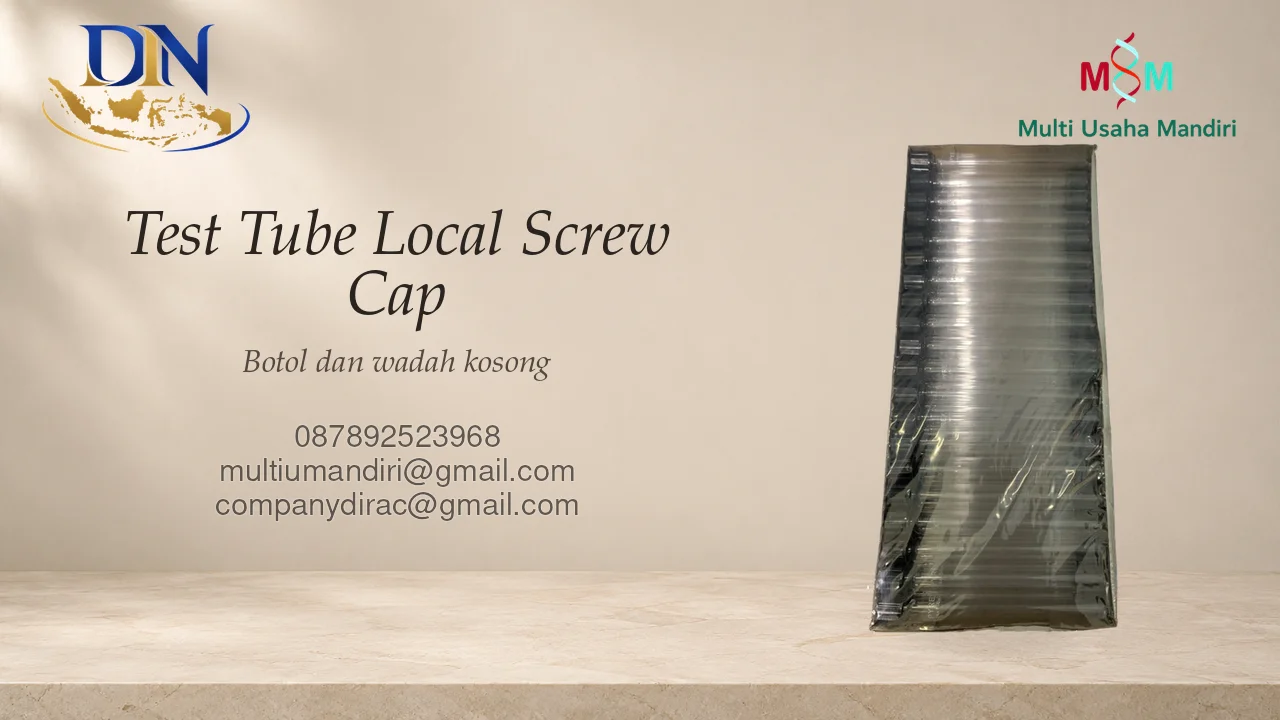 DIN
M M
Multi Usaha Mandiri
Test Tube Local Screw
Cap
Botol dan wadah kosong
087892523968
multiumandiri@gmail.com
companydirac@gmail.com